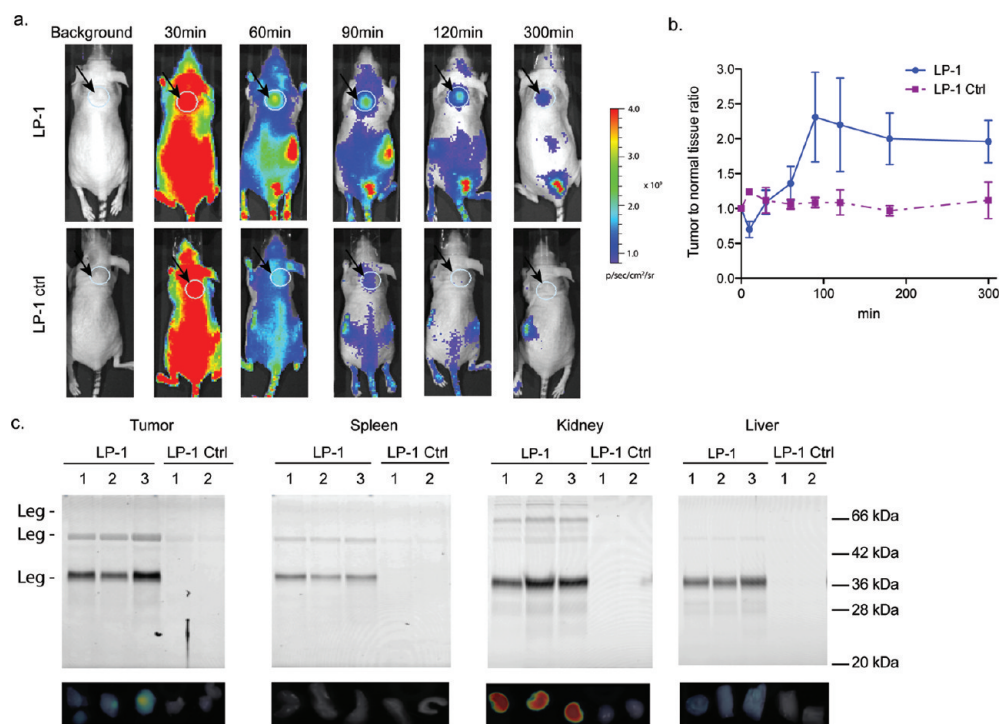 a.
Background 30min 60min 90min 120min 300min
LP-1
LP-1 ctrl
4.0
3.0
x 10⁹
2.0
1.0
p/sec/cm²/sr
b.
LP-1
LP-1 Ctrl
Tumor to normal tissue ratio
3.0
2.5
2.0
1.5
1.0
0.5
0.0
0 100 200 300
min
c.
Tumor Spleen Kidney Liver
LP-1 LP-1 Ctrl LP-1 LP-1 Ctrl LP-1 LP-1 Ctrl LP-1 LP-1 Ctrl
1 2 3 1 2 1 2 3 1 2 1 2 3 1 2 1 2 3 1 2
Leg -
Leg -
Leg -
66 kDa
42 kDa
36 kDa
28 kDa
20 kDa